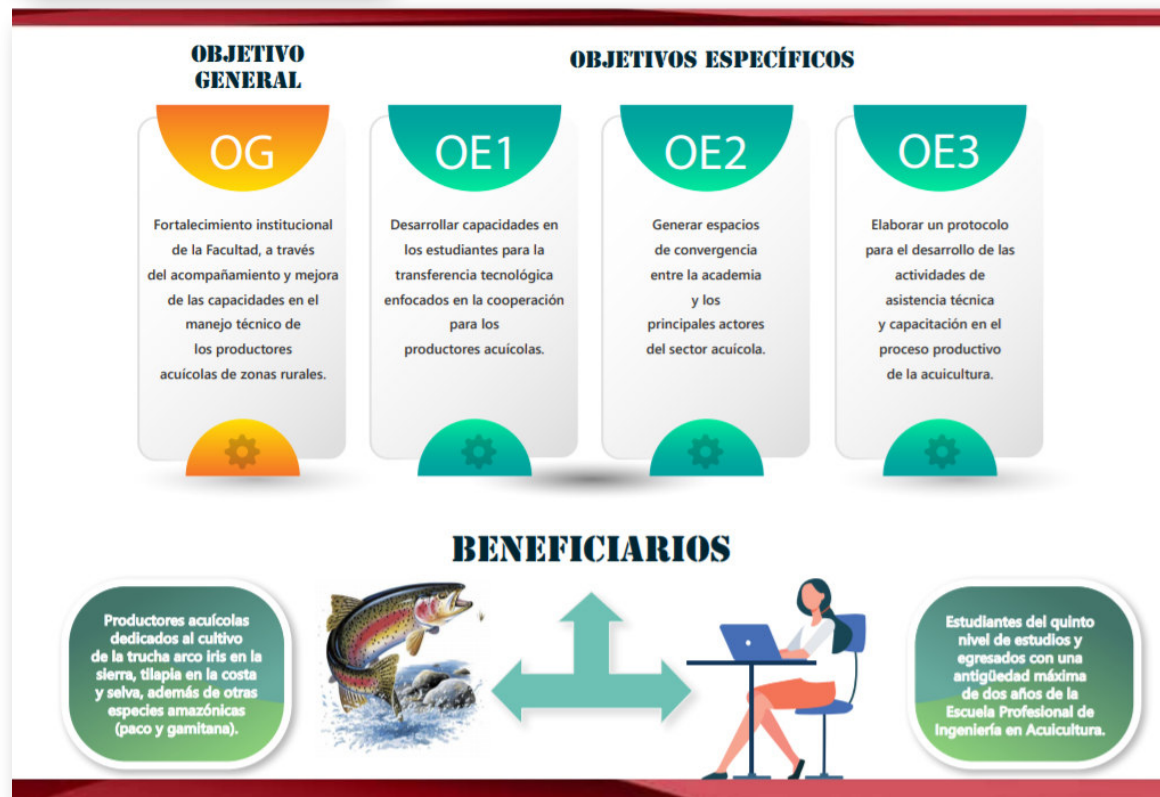 OBJETIVO
GENERAL
OBJETIVOS ESPECÍFICOS
OG
Fortalecimiento institucional
de la Facultad, a través
del acompañamiento y mejora
de las capacidades en el
manejo técnico de
los productores
acuícolas de zonas rurales.
OE1
Desarrollar capacidades en
los estudiantes para la
transferencia tecnológica
enfocados en la cooperación
para los
productores acuícolas.
OE2
Generar espacios
de convergencia
entre la academia
y los
principales actores
del sector acuícola.
OE3
Elaborar un protocolo
para el desarrollo de las
actividades de
asistencia técnica
y capacitación en el
proceso productivo
de la acuicultura.
BENEFICIARIOS
Productores acuícolas
dedicados al cultivo
de la trucha arco iris en la
sierra, tilapia en la costa
y selva, además de otras
especies amazónicas
(paco y gamitana).
Estudiantes del quinto
nivel de estudios y
egresados con una
antigüedad máxima
de dos años de la
Escuela Profesional de
Ingeniería en Acuicultura.